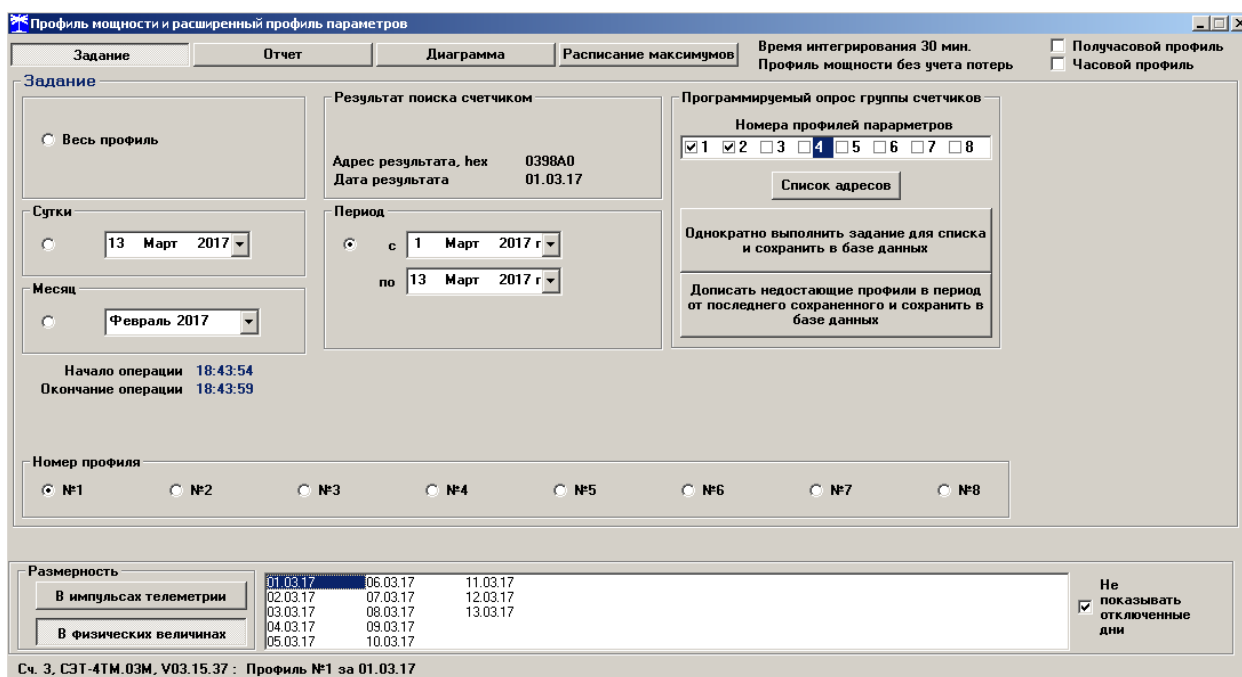 Профиль мощности и расширенный профиль параметров
Задание
Отчет
Диаграмма
Расписание максимумов
Время интегрирования 30 мин.
Профиль мощности без учета потерь
Получасовой профиль
Часовой профиль
Задание
Весь профиль
Результат поиска счетчиком
Адрес результата, hex 0398A0
Дата результата 01.03.17
Программируемый опрос группы счетчиков
Номера профилей парарметров
1 2 3 4 5 6 7 8
Список адресов
Однократно выполнить задание для списка
и сохранить в базе данных
Дописать недостающие профили в период
от последнего сохраненного и сохранить в
базе данных
Сутки
13 Март 2017
Период
с 1 Март 2017 г
по 13 Март 2017 г
Месяц
Февраль 2017
Начало операции 18:43:54
Окончание операции 18:43:59
Номер профиля
№1 №2 №3 №4 №5 №6 №7 №8
Размерность
В импульсах телеметрии
В физических величинах
01.03.17 06.03.17 11.03.17
02.03.17 07.03.17 12.03.17
03.03.17 08.03.17 13.03.17
04.03.17 09.03.17
05.03.17 10.03.17
Не
показывать
отключенные
дни
Сч. 3, СЭТ-4ТМ.03М, V03.15.37 : Профиль №1 за 01.03.17